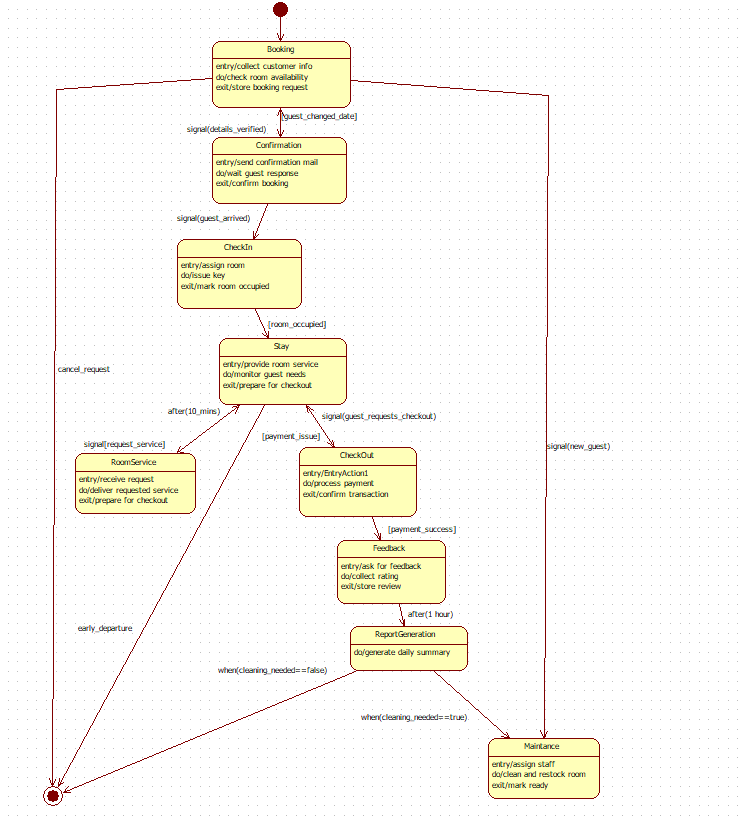 Booking
entry/collect customer info
do/check room availability
exit/store booking request
[guest_changed_date]
signal(details_verified)
Confirmation
entry/send confirmation mail
do/wait guest response
exit/confirm booking
signal(guest_arrived)
CheckIn
entry/assign room
do/issue key
exit/mark room occupied
[room_occupied]
Stay
entry/provide room service
do/monitor guest needs
exit/prepare for checkout
cancel_request
after(10_mins)
signal(guest_requests_checkout)
[payment_issue]
signal[request_service]
signal(new_guest)
RoomService
entry/receive request
do/deliver requested service
exit/prepare for checkout
CheckOut
entry/EntryAction1
do/process payment
exit/confirm transaction
[payment_success]
Feedback
entry/ask for feedback
do/collect rating
exit/store review
after(1 hour)
early_departure
ReportGeneration
do/generate daily summary
when(cleaning_needed==false)
when(cleaning_needed==true)
Maintance
entry/assign staff
do/clean and restock room
exit/mark ready